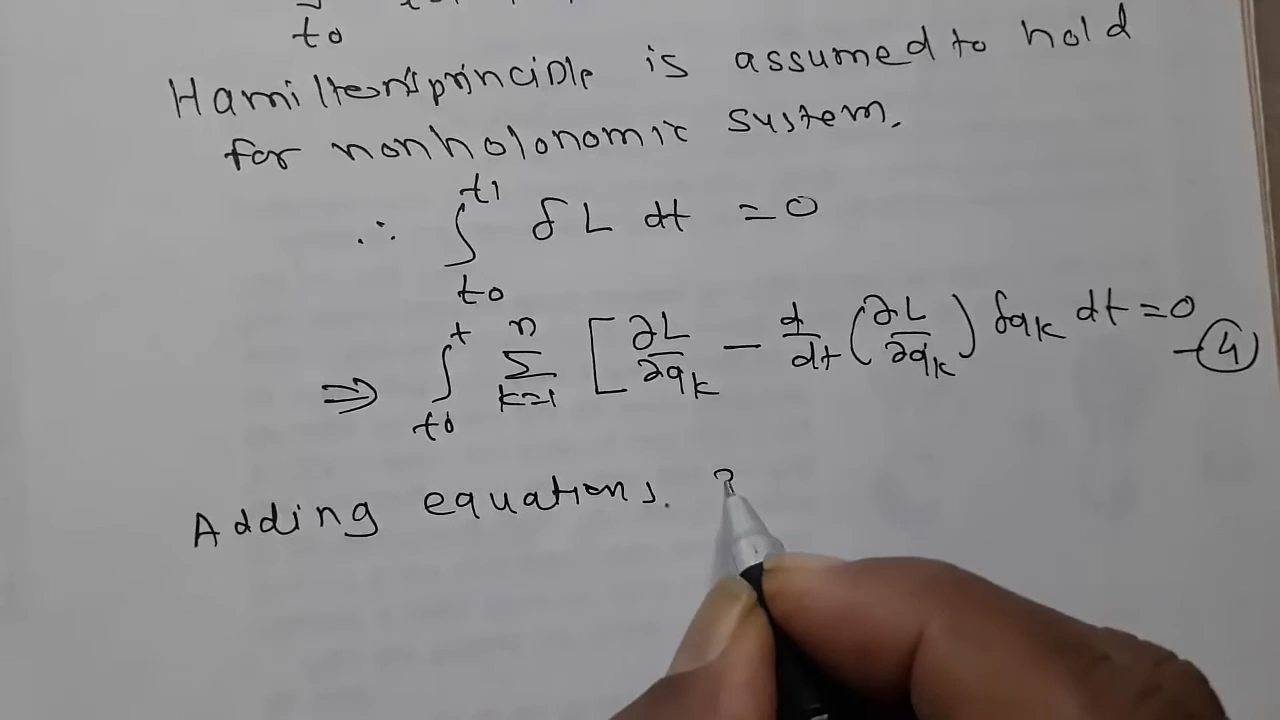 t0
Hamilton's principle is assumed to hold
for nonholonomic system.
∴ ∫_{t0}^{t1} δL dt = 0
⇒ ∫_{t0}^{t} Σ_{k=1}^{n} [ ∂L/∂q_k - d/dt (∂L/∂q_k) δq_k dt = 0 -(4)
Adding equations.